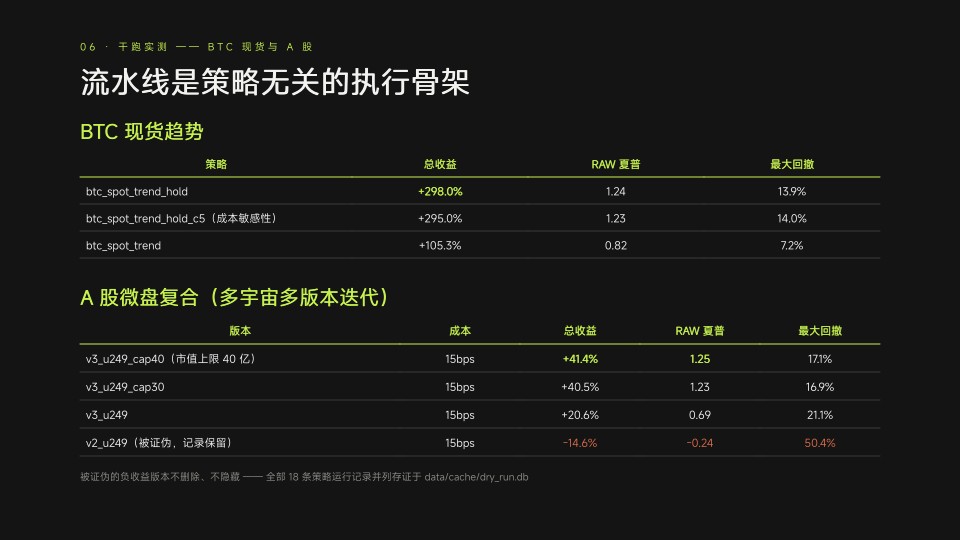 06 · 干跑实测 —— BTC 现货与 A 股
流水线是策略无关的执行骨架
BTC 现货趋势
策略 总收益 RAW 夏普 最大回撤
btc_spot_trend_hold +298.0% 1.24 13.9%
btc_spot_trend_hold_c5（成本敏感性） +295.0% 1.23 14.0%
btc_spot_trend +105.3% 0.82 7.2%
A 股微盘复合（多宇宙多版本迭代）
版本 成本 总收益 RAW 夏普 最大回撤
v3_u249_cap40（市值上限 40 亿） 15bps +41.4% 1.25 17.1%
v3_u249_cap30 15bps +40.5% 1.23 16.9%
v3_u249 15bps +20.6% 0.69 21.1%
v2_u249（被证伪，记录保留） 15bps -14.6% -0.24 50.4%
被证伪的负收益版本不删除、不隐藏 —— 全部 18 条策略运行记录并列存证于 data/cache/dry_run.db